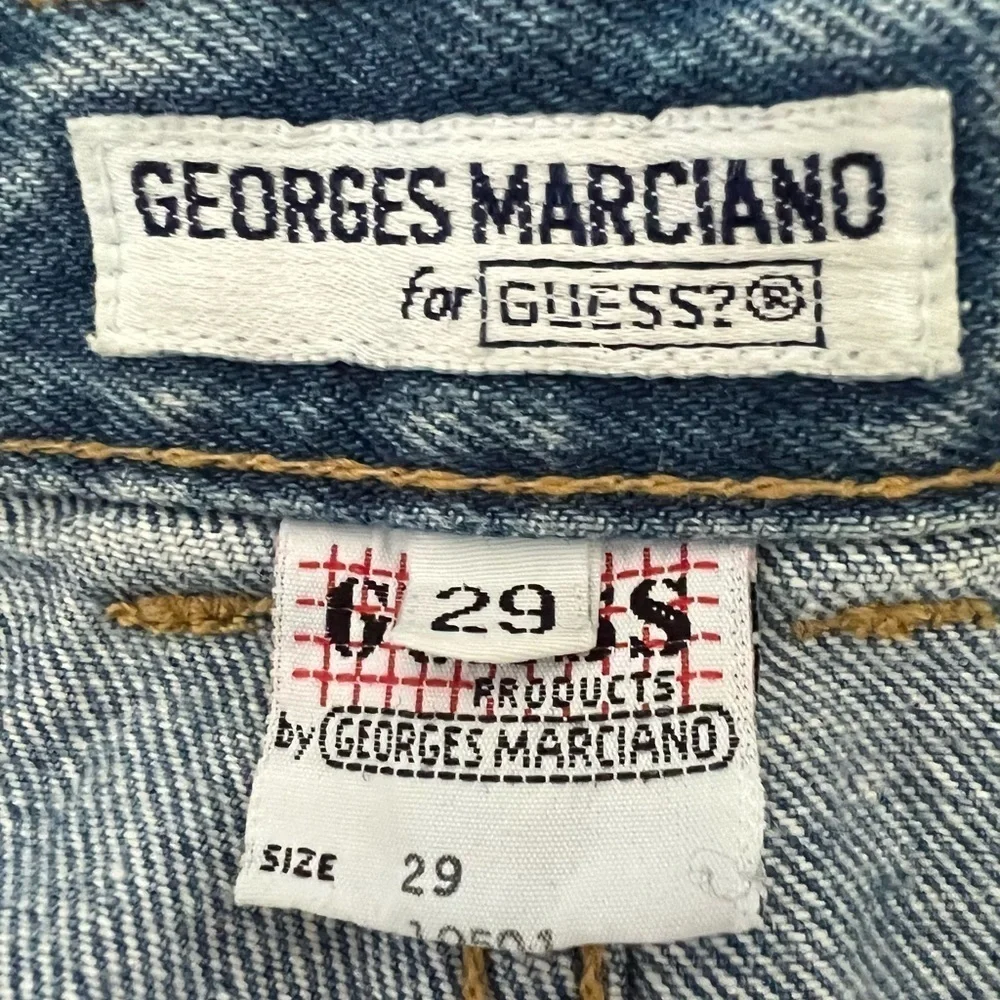 GEORGES MARCIANO
for GUESS?®
29
PRODUCTS
by GEORGES MARCIANO
SIZE 29